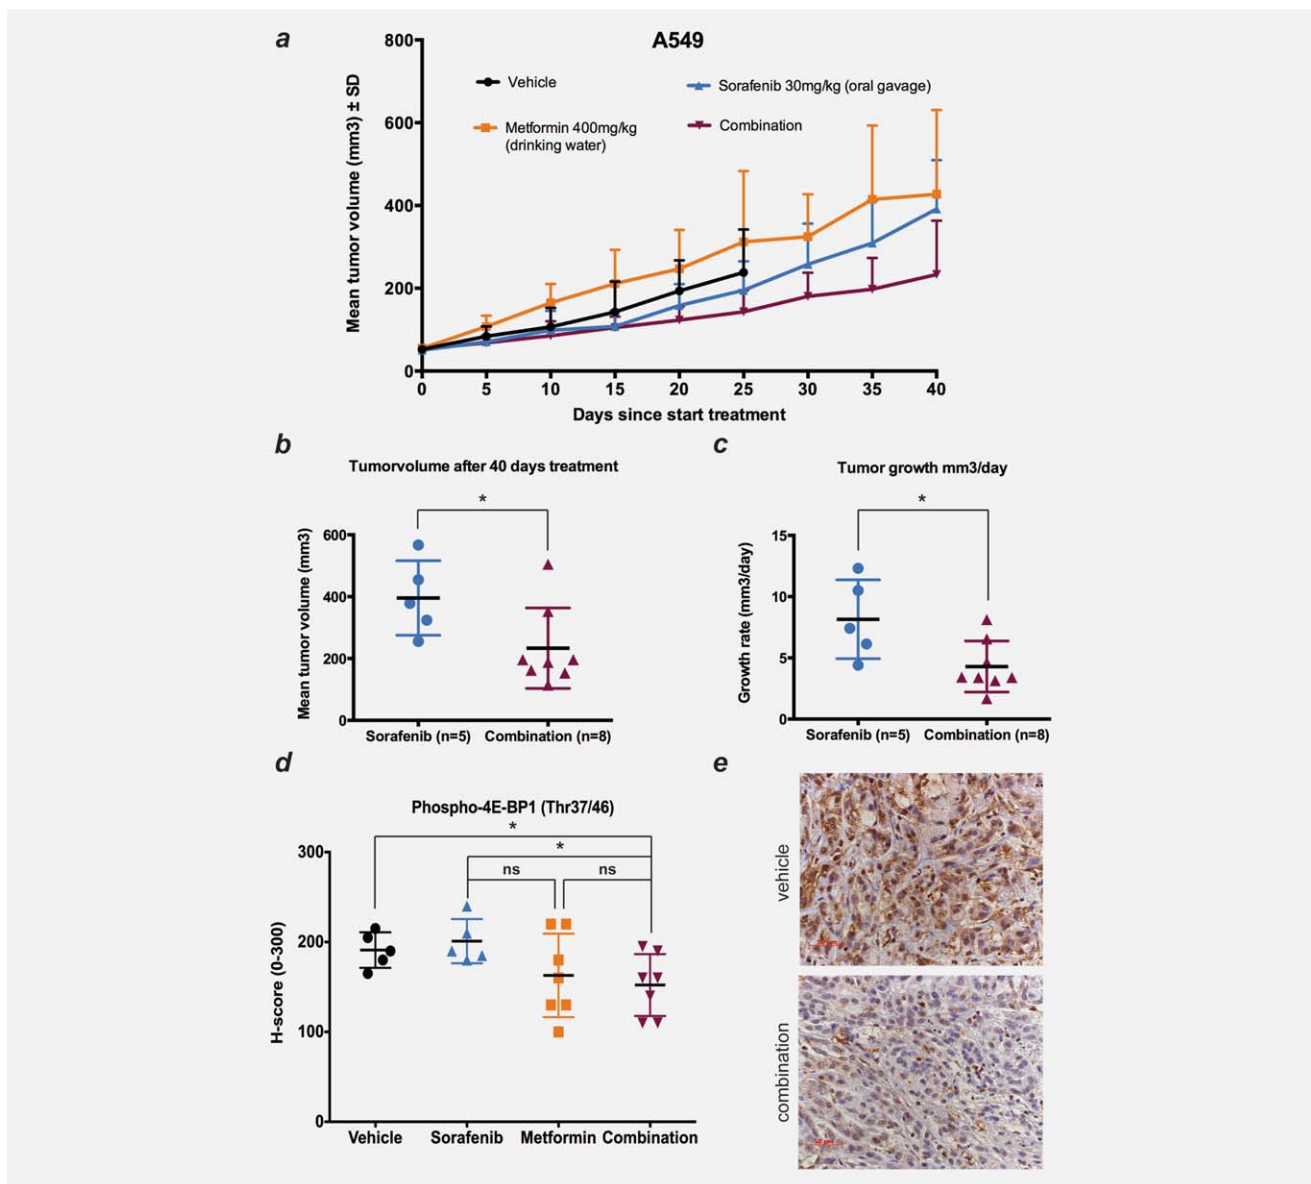 a
A549
800
600
400
200
0
Mean tumor volume (mm3) ± SD
Vehicle
Sorafenib 30mg/kg (oral gavage)
Metformin 400mg/kg
(drinking water)
Combination
0 5 10 15 20 25 30 35 40
Days since start treatment
b
Tumorvolume after 40 days treatment
*
600
400
200
0
Mean tumor volume (mm3)
Sorafenib (n=5) Combination (n=8)
c
Tumor growth mm3/day
*
15
10
5
0
Growth rate (mm3/day)
Sorafenib (n=5) Combination (n=8)
d
Phospho-4E-BP1 (Thr37/46)
*
*
ns ns
300
200
100
0
H-score (0-300)
Vehicle Sorafenib Metformin Combination
e
vehicle
combination